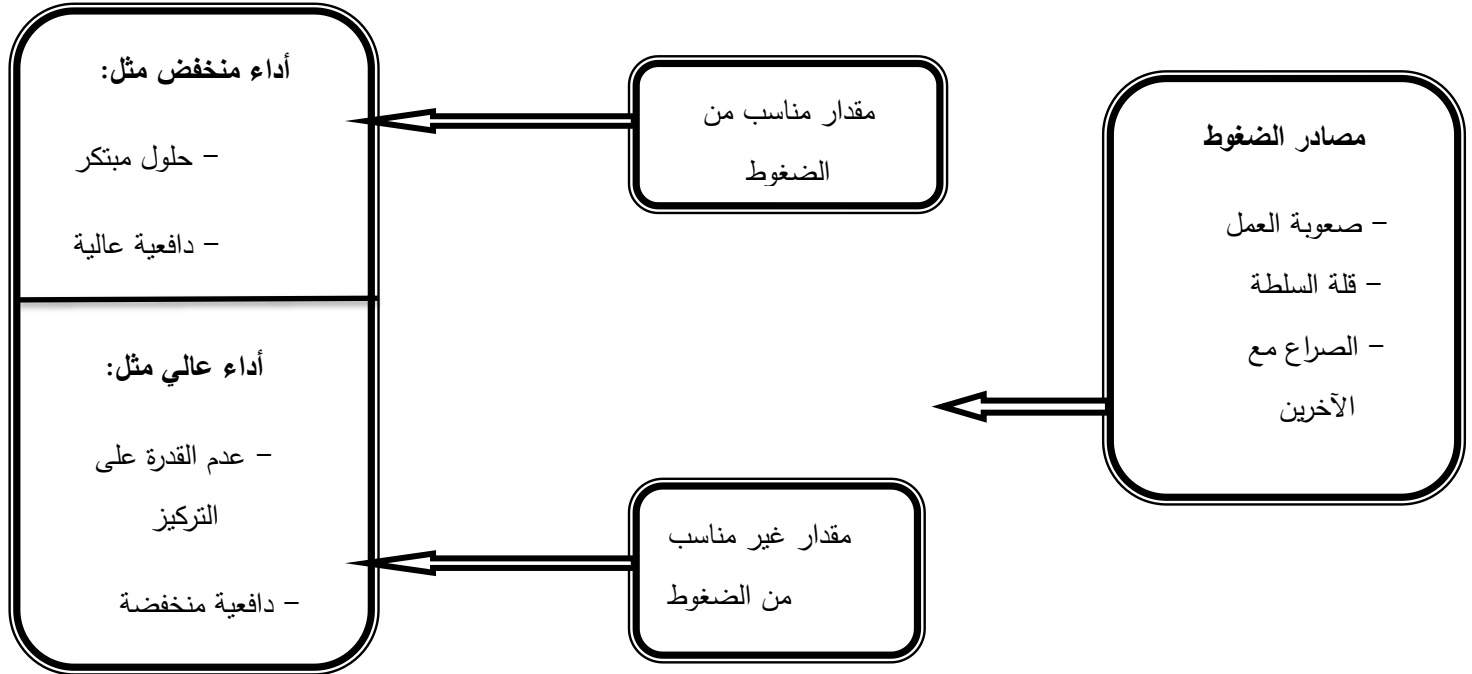 مصادر الضغوط
- صعوبة العمل
- قلة السلطة
- الصراع مع
الآخرين
مقدار مناسب من
الضغوط
مقدار غير مناسب
من الضغوط
أداء منخفض مثل:
- حلول مبتكر
- دافعية عالية
أداء عالي مثل:
- عدم القدرة على
التركيز
- دافعية منخفضة